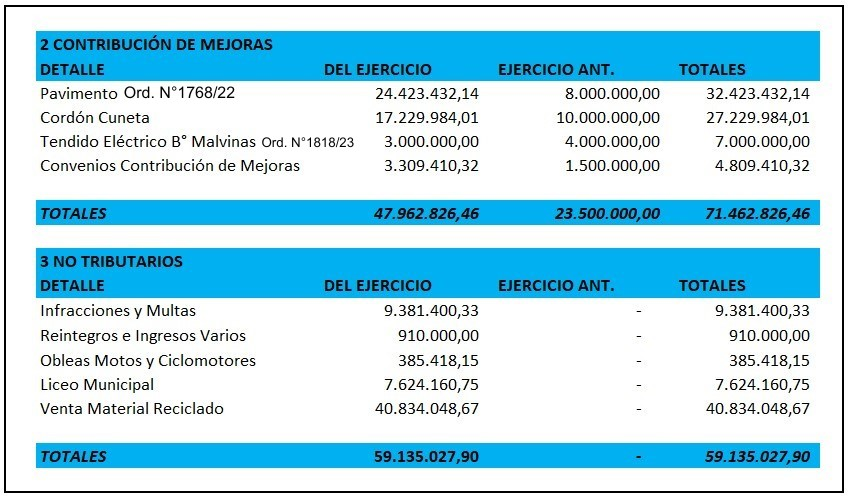 2 CONTRIBUCIÓN DE MEJORAS
DETALLE DEL EJERCICIO EJERCICIO ANT. TOTALES
Pavimento Ord. N°1768/22 24.423.432,14 8.000.000,00 32.423.432,14
Cordón Cuneta 17.229.984,01 10.000.000,00 27.229.984,01
Tendido Eléctrico B° Malvinas Ord. N°1818/23 3.000.000,00 4.000.000,00 7.000.000,00
Convenios Contribución de Mejoras 3.309.410,32 1.500.000,00 4.809.410,32
TOTALES 47.962.826,46 23.500.000,00 71.462.826,46
3 NO TRIBUTARIOS
DETALLE DEL EJERCICIO EJERCICIO ANT. TOTALES
Infracciones y Multas 9.381.400,33 - 9.381.400,33
Reintegros e Ingresos Varios 910.000,00 - 910.000,00
Obleas Motos y Ciclomotores 385.418,15 - 385.418,15
Liceo Municipal 7.624.160,75 - 7.624.160,75
Venta Material Reciclado 40.834.048,67 - 40.834.048,67
TOTALES 59.135.027,90 - 59.135.027,90